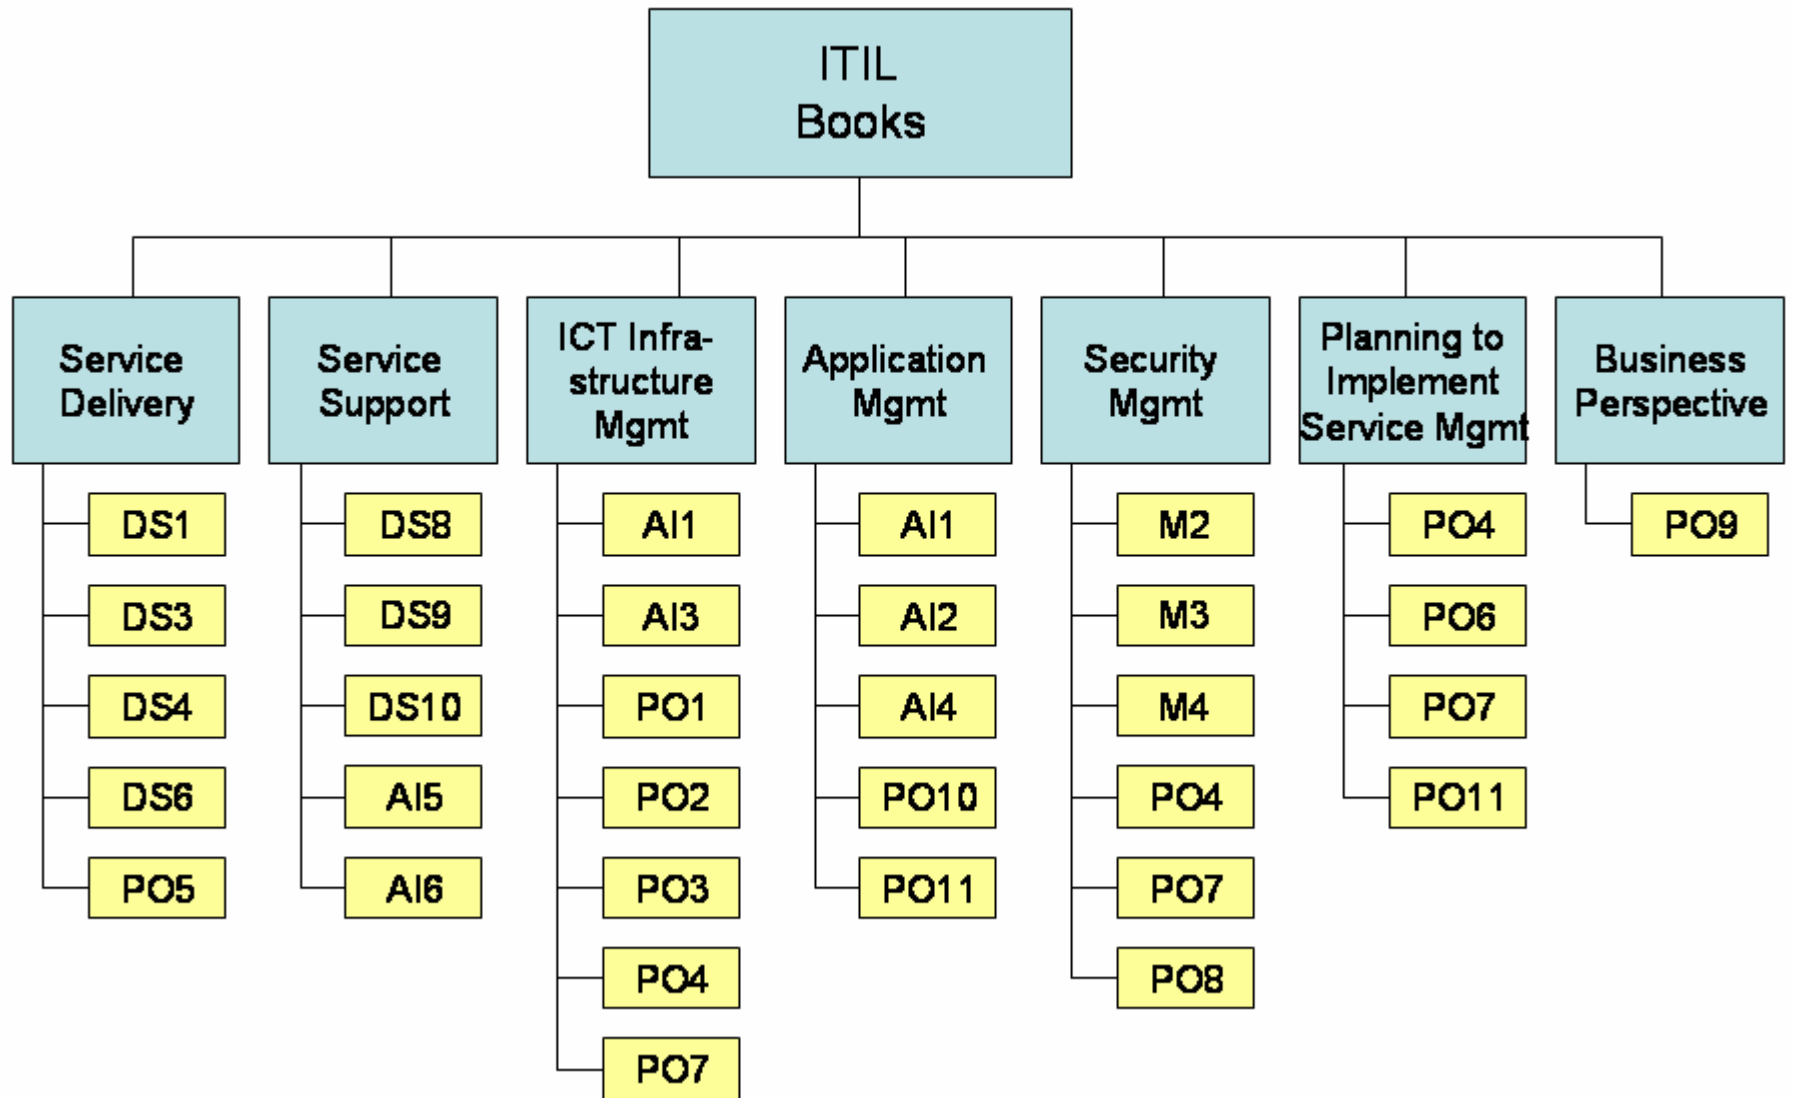 ITIL
Books
Service
Delivery
DS1
DS3
DS4
DS6
PO5
Service
Support
DS8
DS9
DS10
AI5
AI6
ICT Infra-
structure
Mgmt
AI1
AI3
PO1
PO2
PO3
PO4
PO7
Application
Mgmt
AI1
AI2
AI4
PO10
PO11
Security
Mgmt
M2
M3
M4
PO4
PO7
PO8
Planning to
Implement
Service Mgmt
PO4
PO6
PO7
PO11
Business
Perspective
PO9